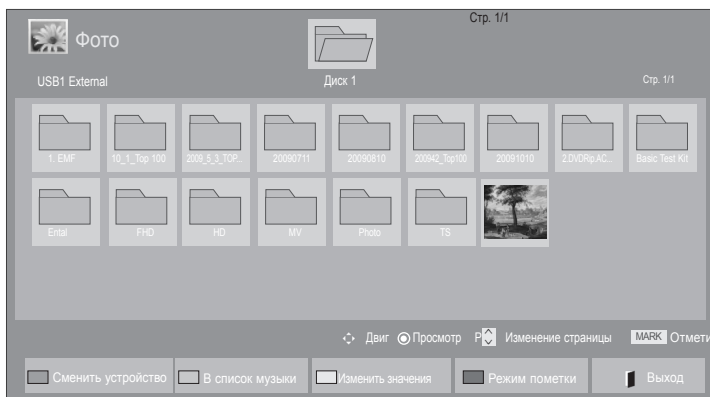 Стр. 1/1
Фото
USB1 External Диск 1 Стр. 1/1
1. EMF 10_1_Top 100 2009_5_3_TOP... 20090711 20090810 200942_Top100 20091010 2.DVDRip.AC... Basic Test Kit
Ental FHD HD MV Photo TS
Двиг Просмотр P Изменение страницы MARK Отмети
Сменить устройство В список музыки Изменить значения Режим пометки Выход